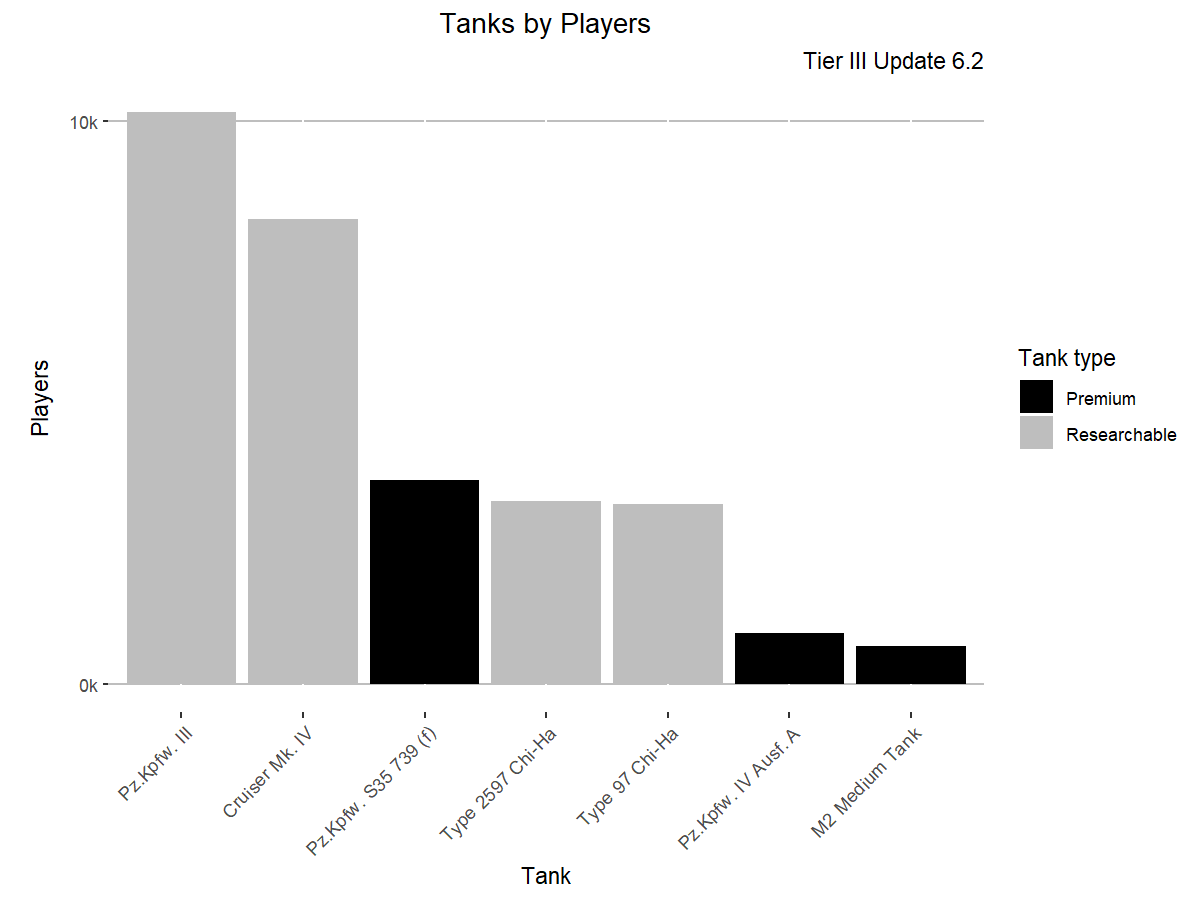 Tanks by Players
Tier III Update 6.2
10k
0k
Players
Pz.Kpfw. III
Cruiser Mk. IV
Pz.Kpfw. S35 739 (f)
Type 2597 Chi-Ha
Type 97 Chi-Ha
Pz.Kpfw. IV Ausf. A
M2 Medium Tank
Tank
Tank type
Premium
Researchable